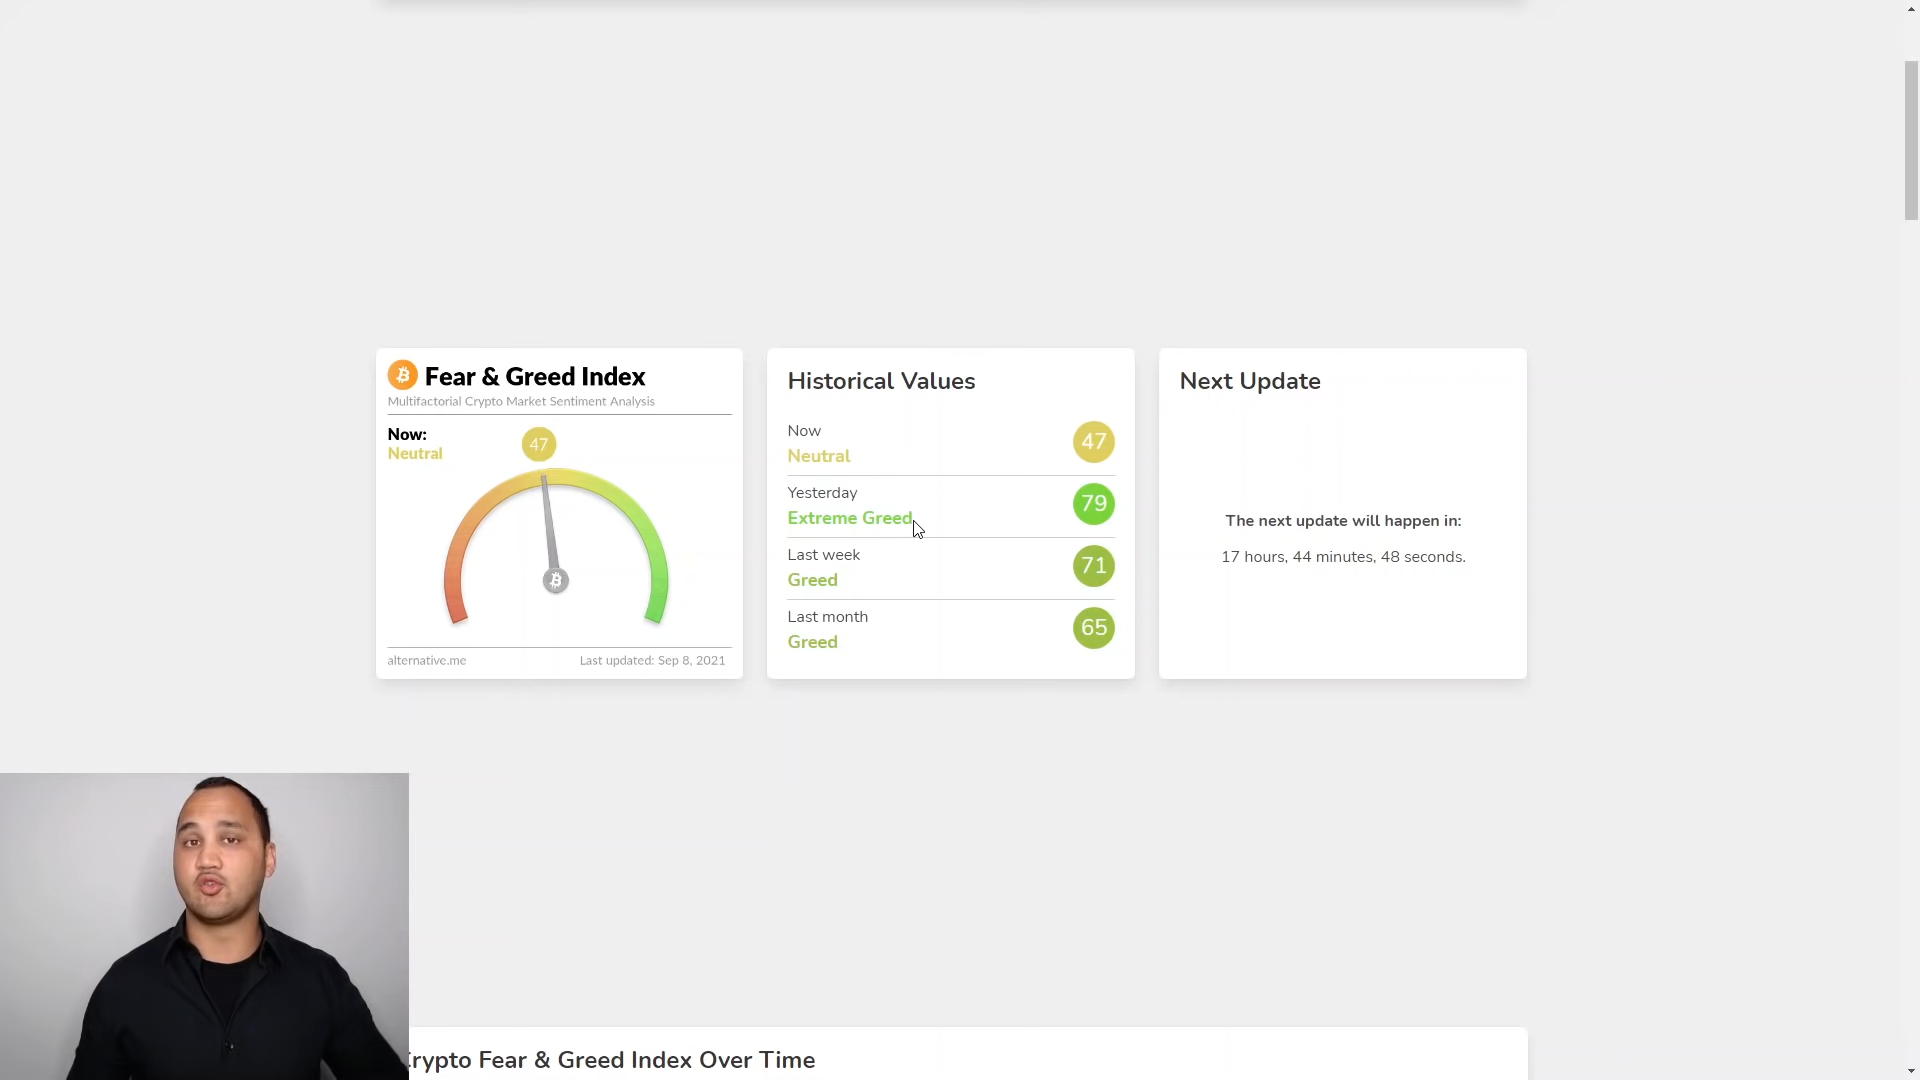 Fear & Greed Index
Multifactorial Crypto Market Sentiment Analysis
Now:
Neutral
47
alternative.me
Last updated: Sep 8, 2021
Historical Values
Now
Neutral
47
Yesterday
Extreme Greed
79
Last week
Greed
71
Last month
Greed
65
Next Update
The next update will happen in:
17 hours, 44 minutes, 48 seconds.
Crypto Fear & Greed Index Over Time